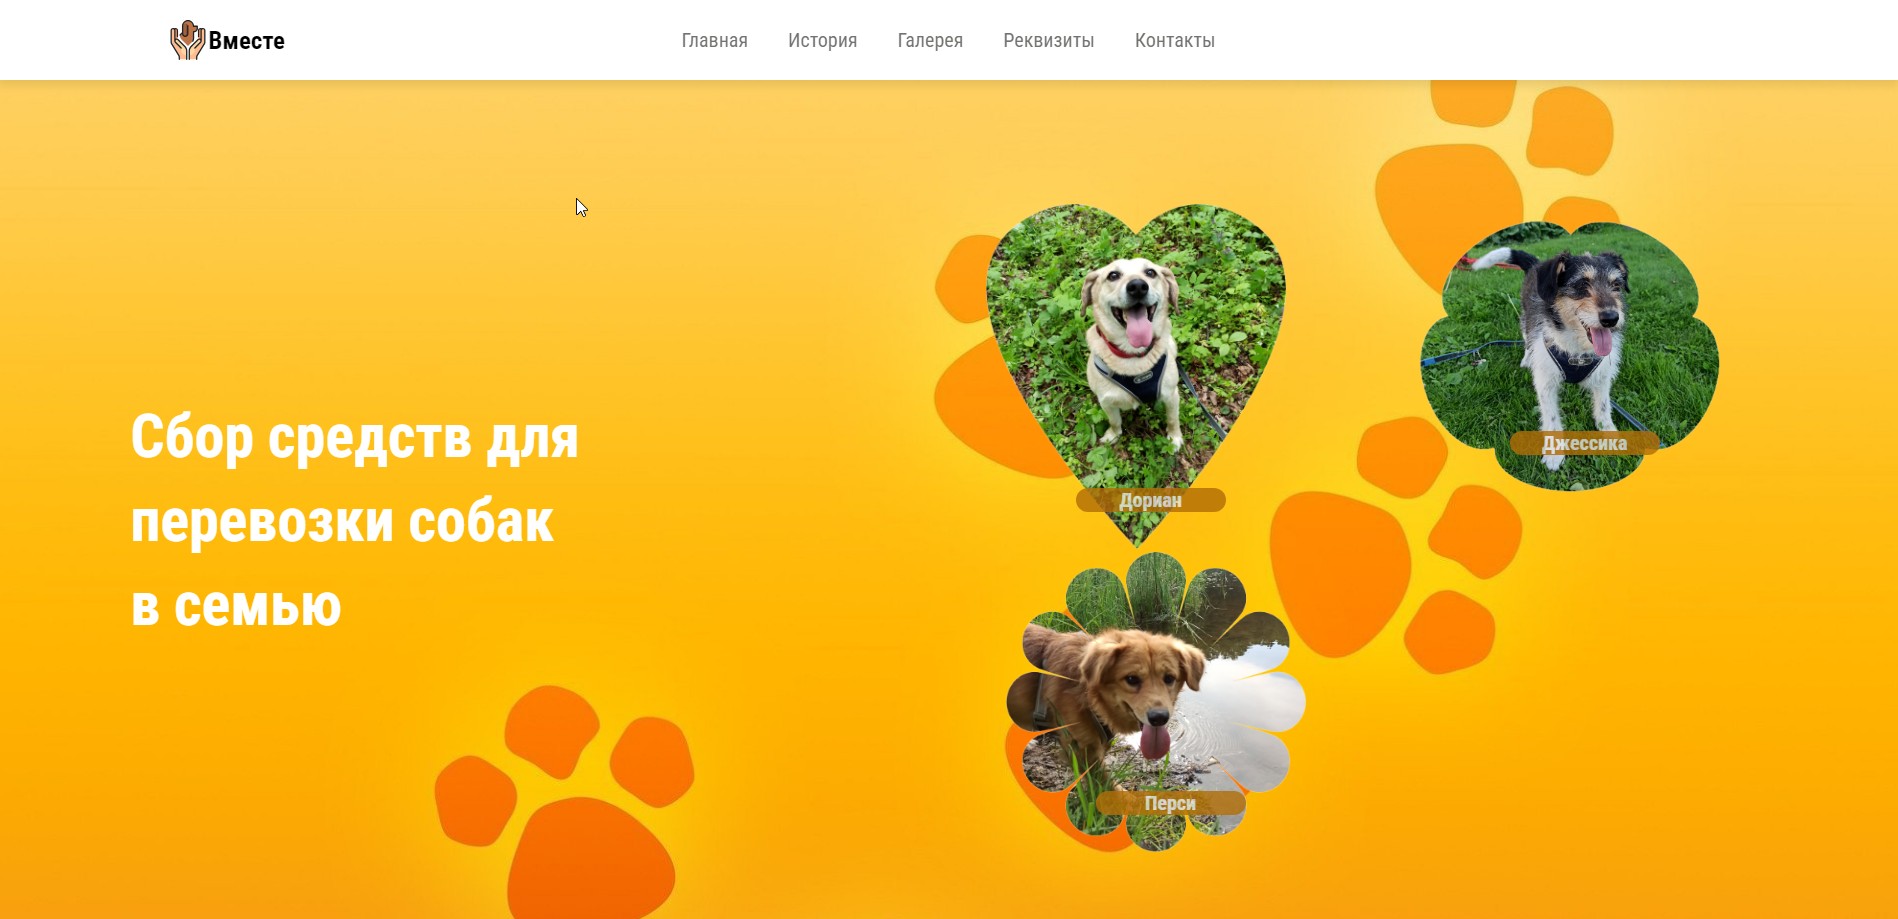 Вместе
Главная
История
Галерея
Реквизиты
Контакты
Сбор средств для
перевозки собак
в семью
Дориан
Джессика
Перси